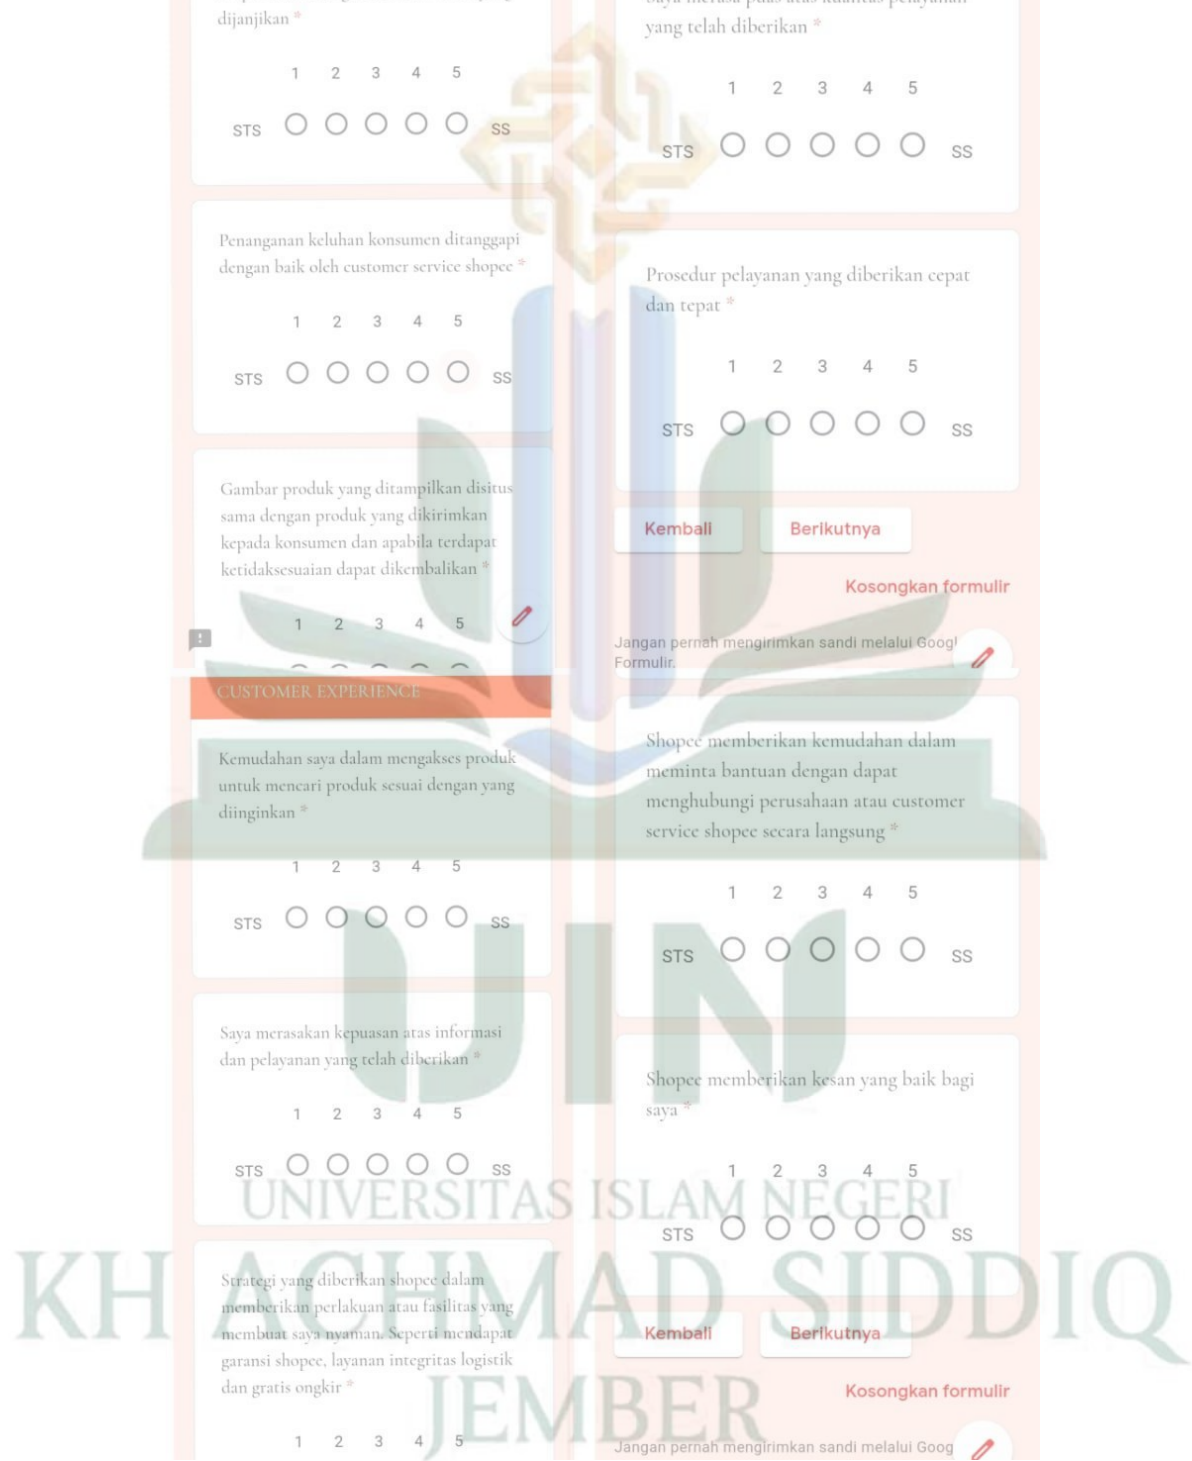 dijanjikan *
1 2 3 4 5
STS SS
Penanganan keluhan konsumen ditanggapi
dengan baik oleh customer service shopee *
1 2 3 4 5
STS SS
Gambar produk yang ditampilkan disitus
sama dengan produk yang dikirimkan
kepada konsumen dan apabila terdapat
ketidaksesuaian dapat dikembalikan *
1 2 3 4 5
Saya merasa puas atas kualitas pelayanan
yang telah diberikan *
1 2 3 4 5
STS SS
Prosedur pelayanan yang diberikan cepat
dan tepat *
1 2 3 4 5
STS SS
Kembali Berikutnya
Kosongkan formulir
Jangan pernah mengirimkan sandi melalui Googl
Formulir.
CUSTOMER EXPERIENCE
Kemudahan saya dalam mengakses produk
untuk mencari produk sesuai dengan yang
diinginkan *
1 2 3 4 5
STS SS
Saya merasakan kepuasan atas informasi
dan pelayanan yang telah diberikan *
1 2 3 4 5
STS SS
Strategi yang diberikan shopee dalam
memberikan perlakuan atau fasilitas yang
membuat saya nyaman. Seperti mendapat
garansi shopee, layanan integritas logistik
dan gratis ongkir *
1 2 3 4 5
Shopee memberikan kemudahan dalam
meminta bantuan dengan dapat
menghubungi perusahaan atau customer
service shopee secara langsung *
1 2 3 4 5
STS SS
Shopee memberikan kesan yang baik bagi
saya *
1 2 3 4 5
STS SS
Kembali Berikutnya
Kosongkan formulir
Jangan pernah mengirimkan sandi melalui Goog
UIN
UNIVERSITAS ISLAM NEGERI
KH ACHMAD SIDDIQ
JEMBER